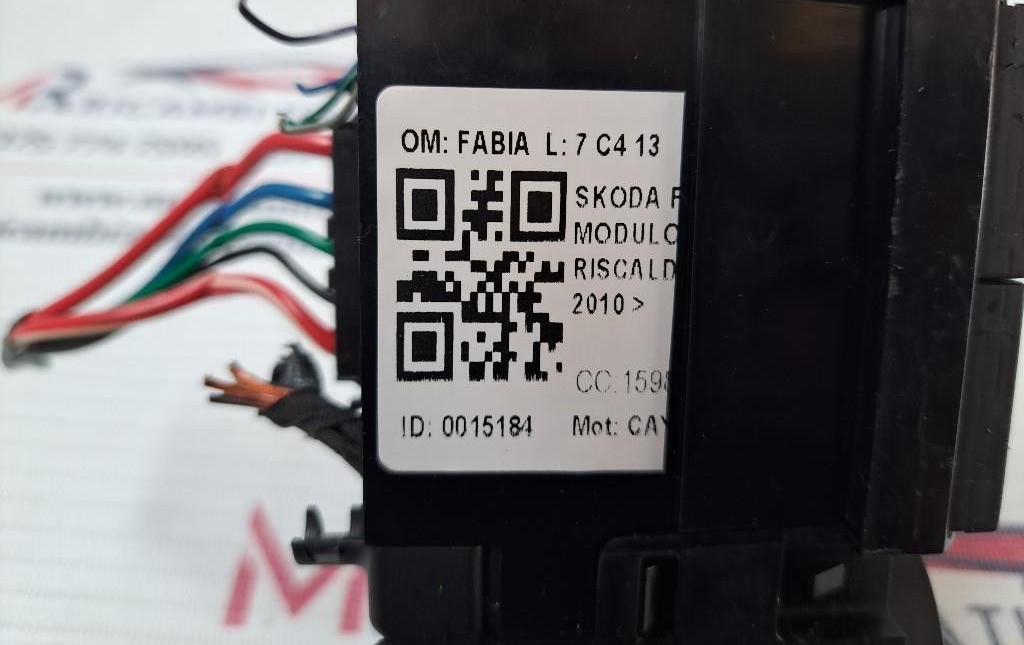 OM: FABIA L: 7 C4 13
SKODA F
MODULO
RISCALD
2010 >
CC. 1598
ID: 0015184 Mot: CAY